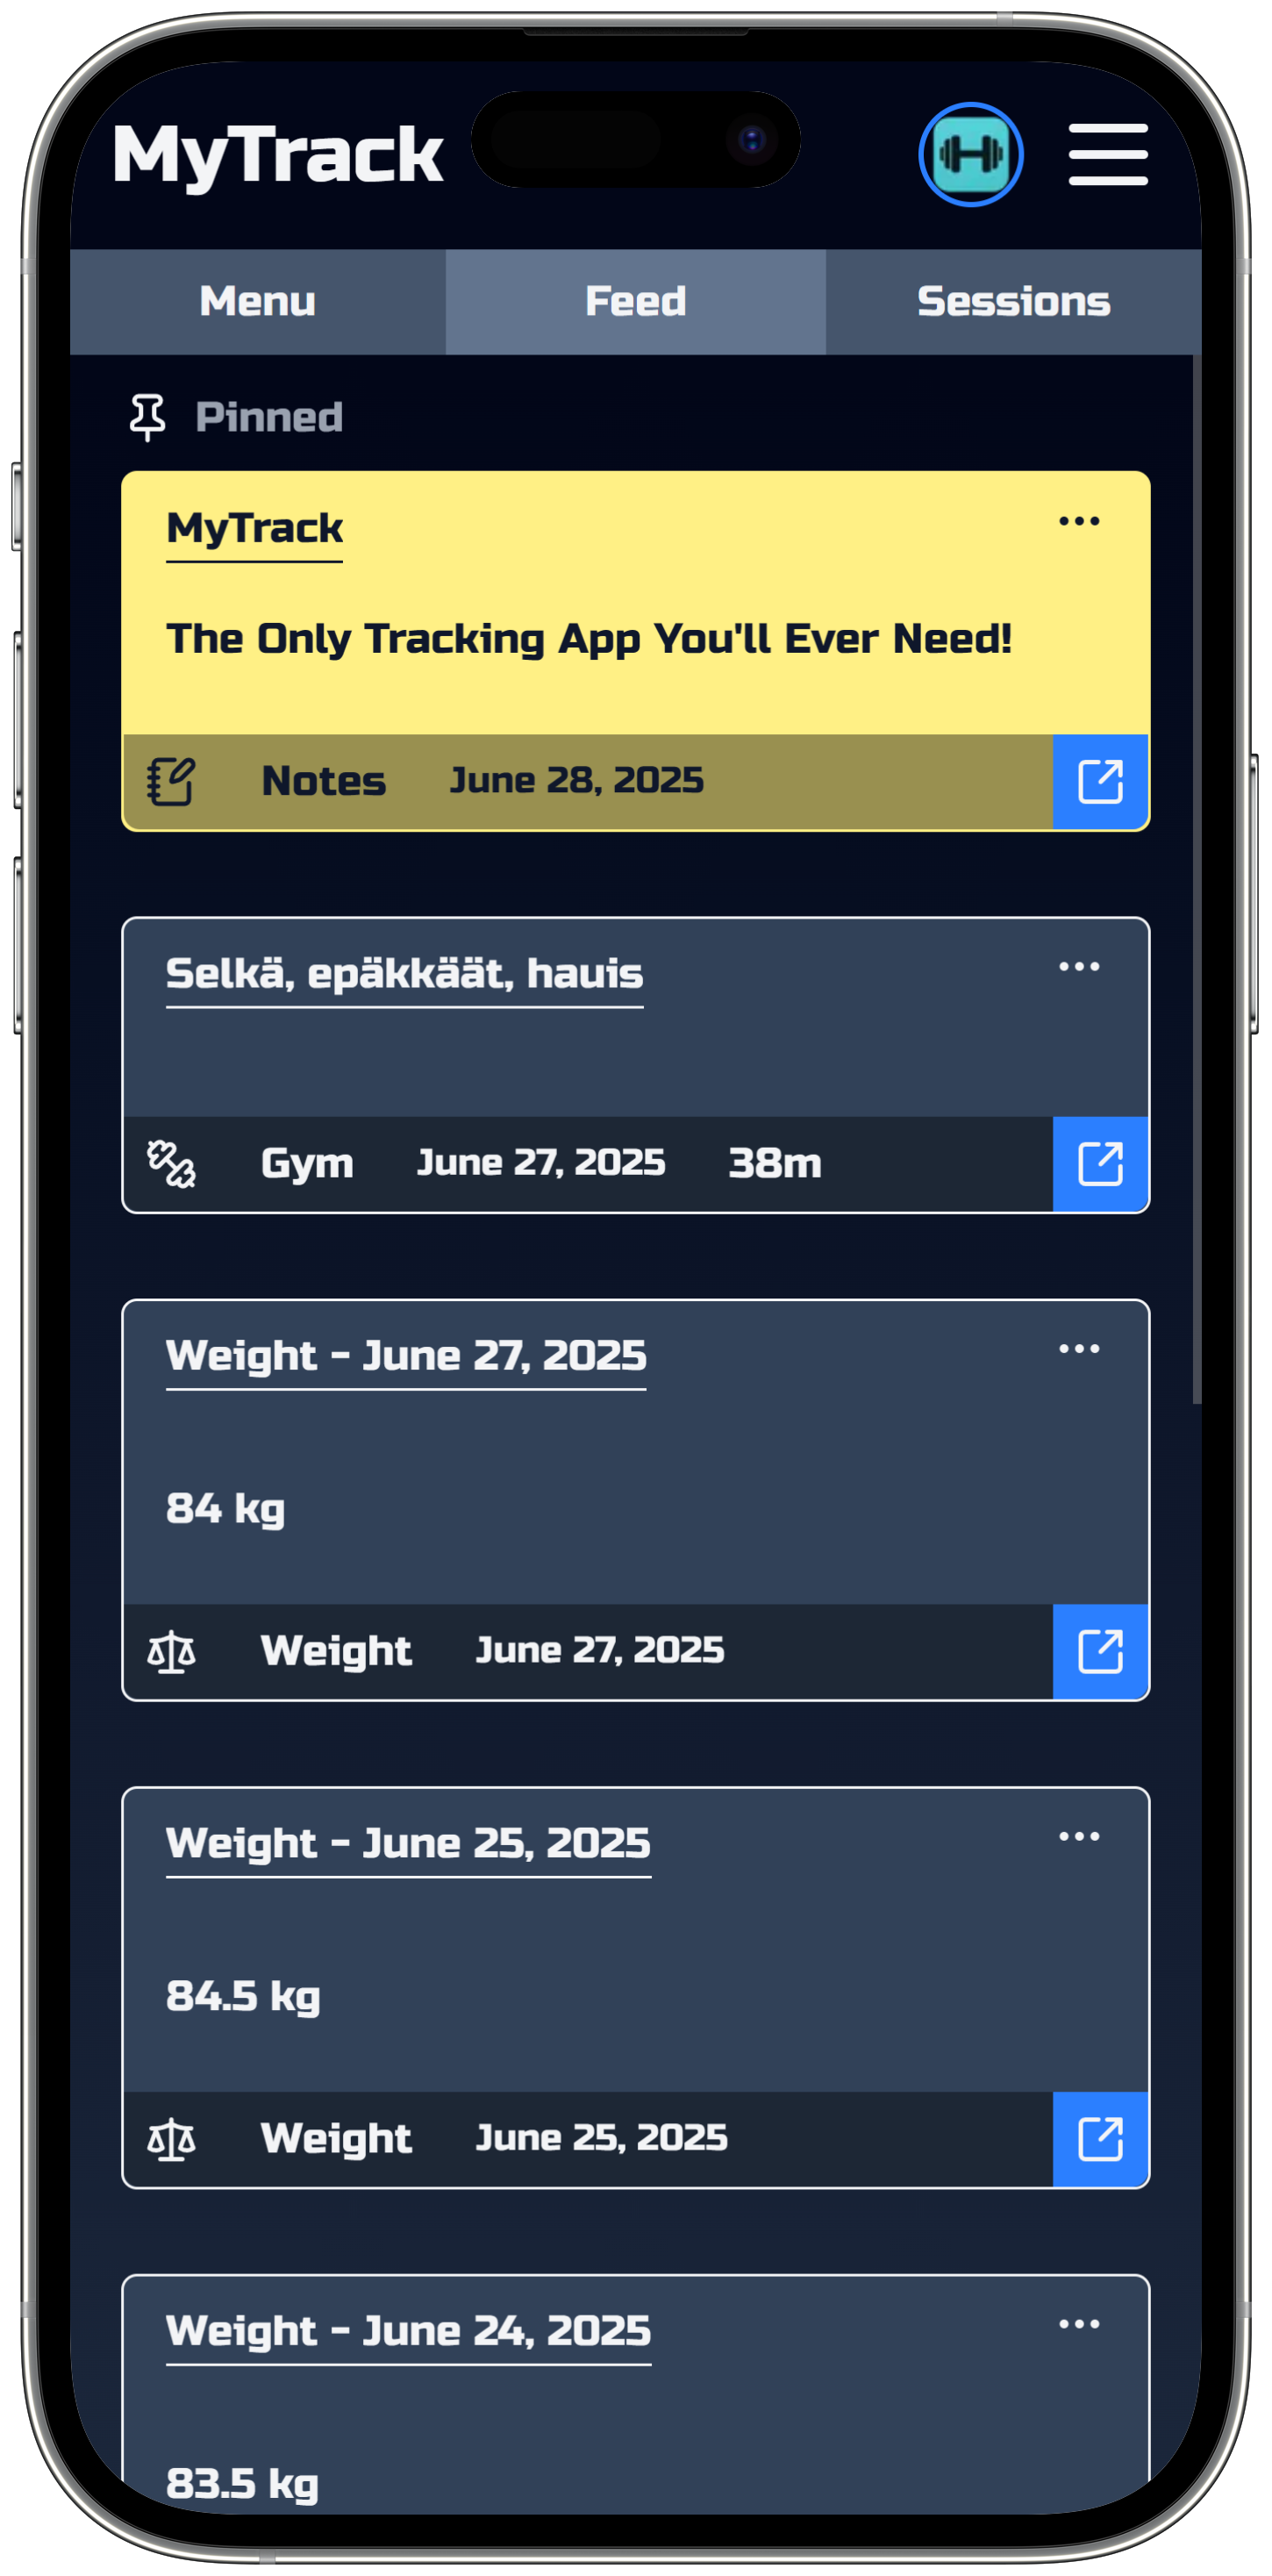 MyTrack
Menu Feed Sessions
Pinned
MyTrack
The Only Tracking App You'll Ever Need!
Notes June 28, 2025
Selkä, epäkkäät, hauis
Gym June 27, 2025 38m
Weight - June 27, 2025
84 kg
Weight June 27, 2025
Weight - June 25, 2025
84.5 kg
Weight June 25, 2025
Weight - June 24, 2025
83.5 kg